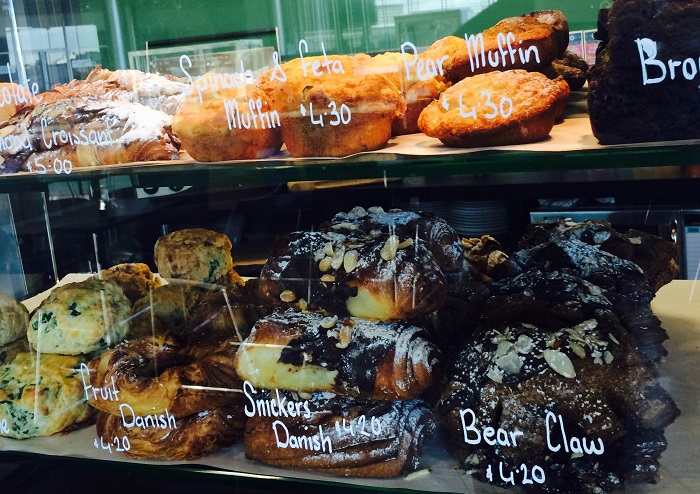 Spinach & Feta
Muffin
$4.30
Pear Muffin
$4.30
Croissant
$5.00
Fruit
Danish
$4.20
Snickers
Danish $4.20
Bear Claw
$4.20